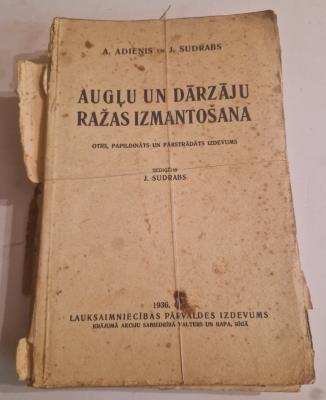 A. ADIENIS UN J. SUDRABS
AUGĻU UN DĀRZĀJU
RAŽAS IZMANTOŠANA
OTRS, PAPILDINĀTS UN PĀRSTRĀDĀTS IZDEVUMS
REDIĢĒJIS
J. SUDRABS
1936.
LAUKSAIMNIECĪBAS PĀRVALDES IZDEVUMS
KRĀJUMĀ AKCIJU SABIEDRĪBĀ VALTERS UN RAPA, RĪGĀ